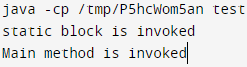 java -cp /tmp/P5hcWom5an test
static block is invoked
Main method is invoked